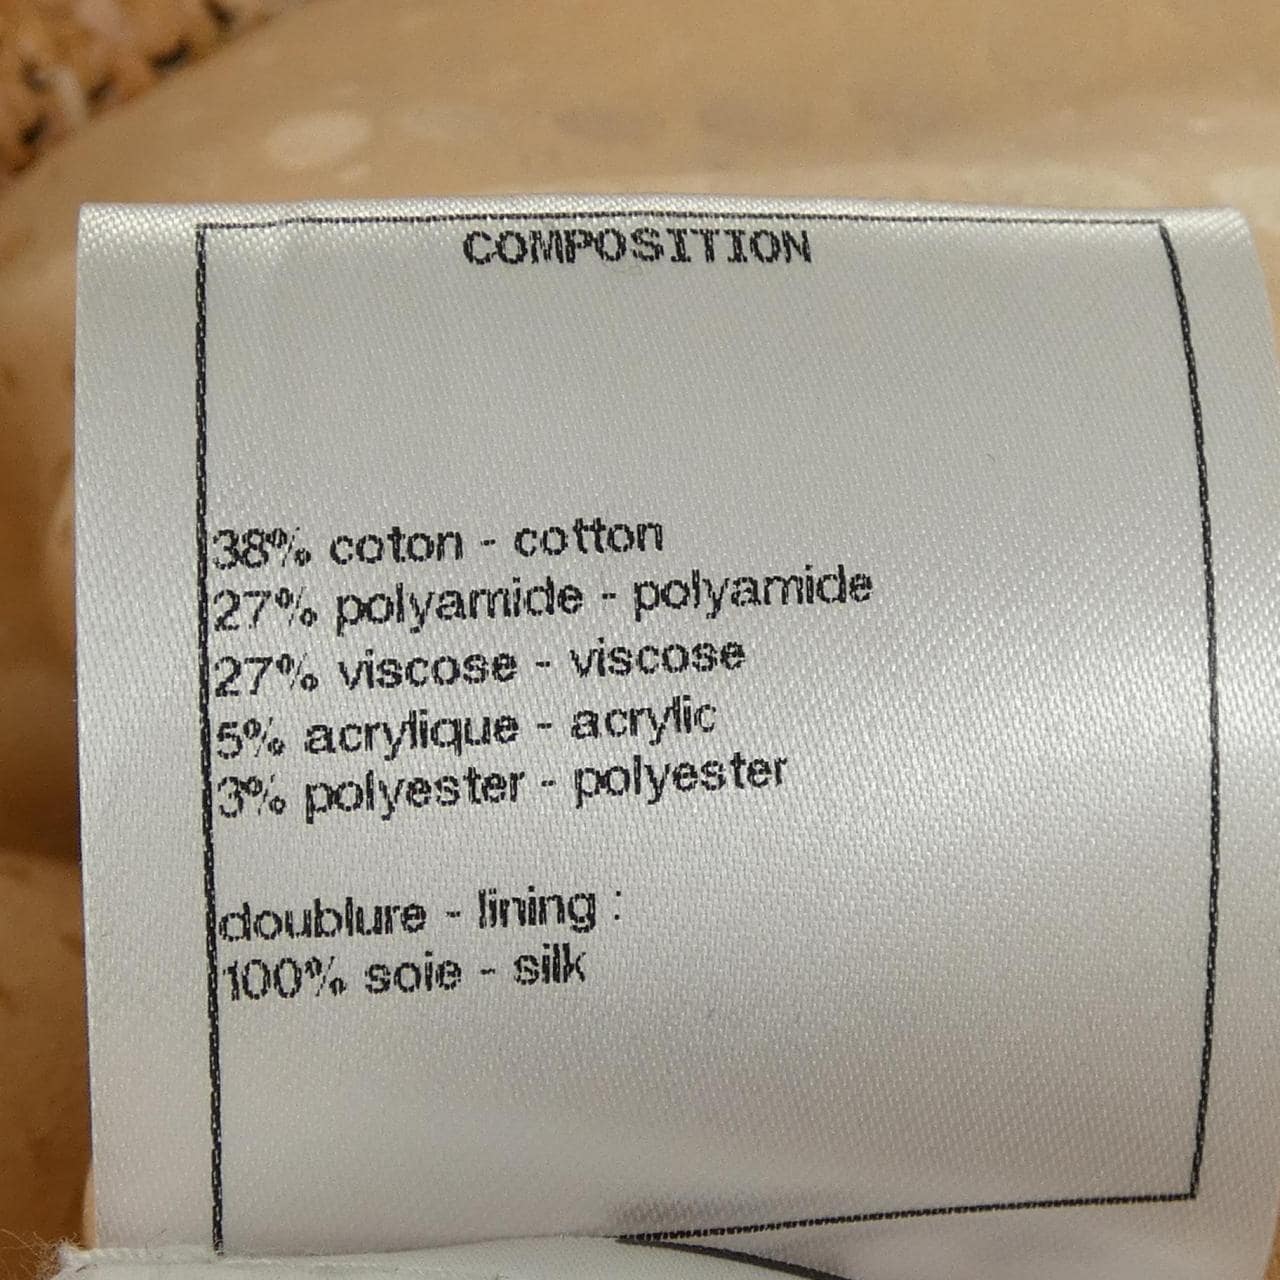 COMPOSITION
38% coton - cotton
27% polyamide - polyamide
27% viscose - viscose
5% acrylique - acrylic
3% polyester - polyester
doublure - lining :
100% soie - silk